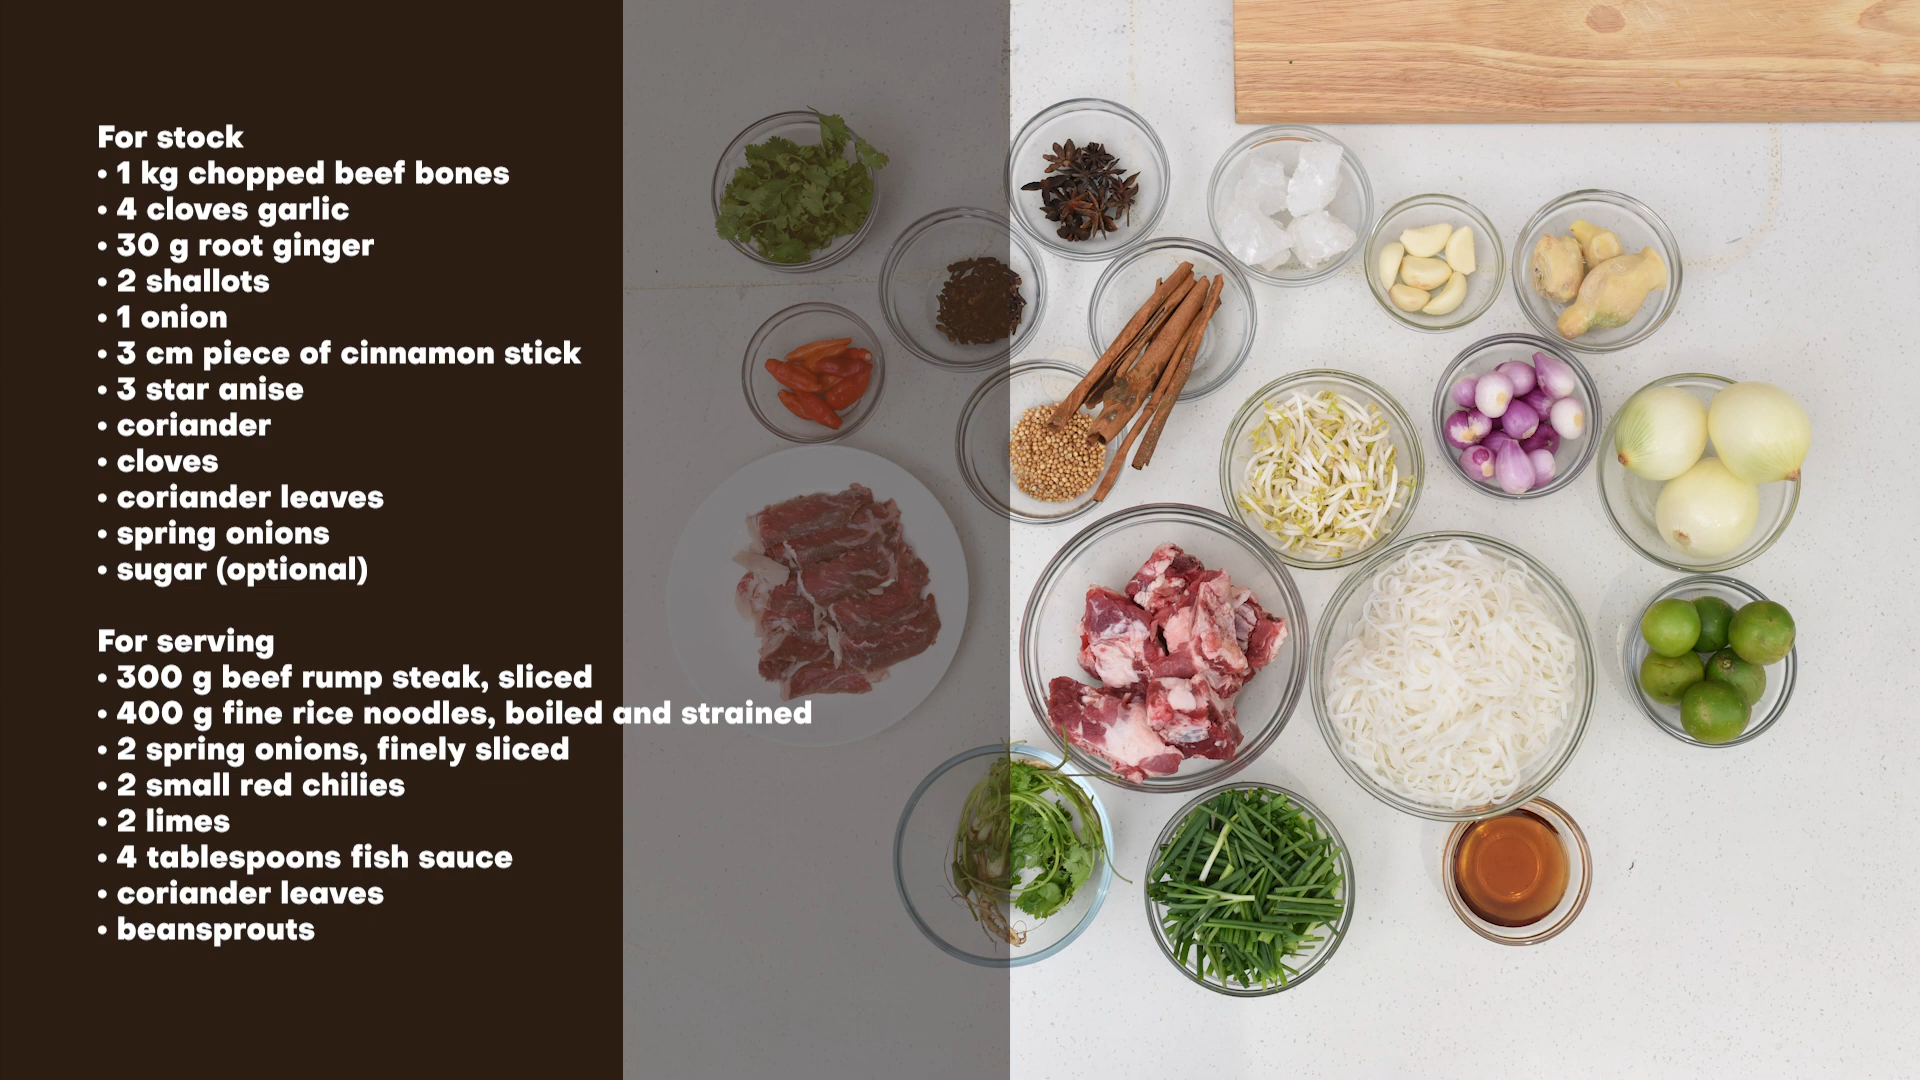 For stock
• 1 kg chopped beef bones
• 4 cloves garlic
• 30 g root ginger
• 2 shallots
• 1 onion
• 3 cm piece of cinnamon stick
• 3 star anise
• coriander
• cloves
• coriander leaves
• spring onions
• sugar (optional)
For serving
• 300 g beef rump steak, sliced
• 400 g fine rice noodles, boiled and strained
• 2 spring onions, finely sliced
• 2 small red chilies
• 2 limes
• 4 tablespoons fish sauce
• coriander leaves
• beansprouts